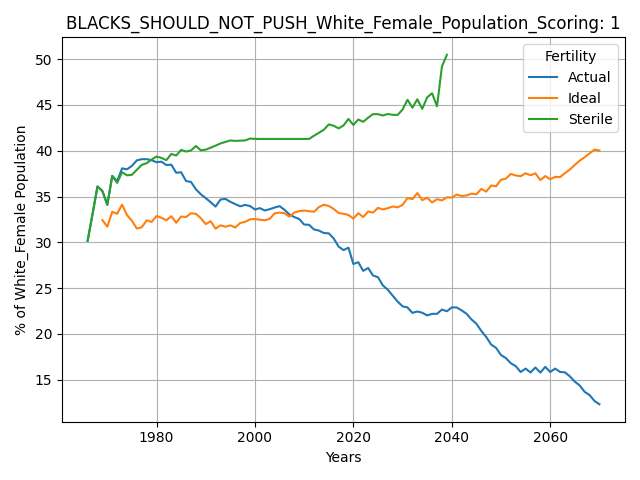 BLACKS_SHOULD_NOT_PUSH_White_Female_Population_Scoring: 1
Fertility
Actual
Ideal
Sterile
% of White_Female Population
50
45
40
35
30
25
20
15
1980 2000 2020 2040 2060
Years